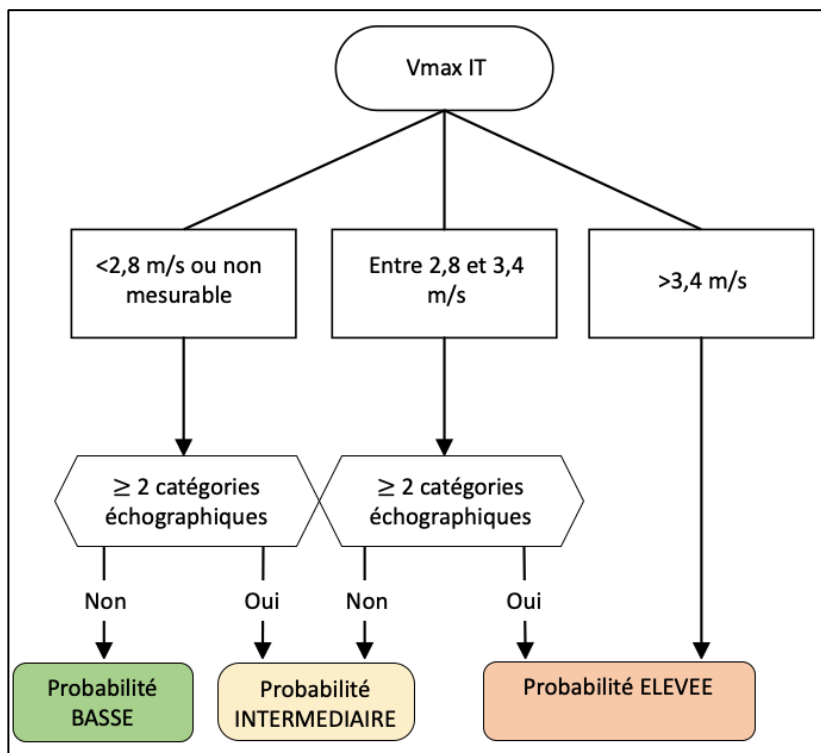 Vmax IT
<2,8 m/s ou non
mesurable
Entre 2,8 et 3,4
m/s
>3,4 m/s
≥ 2 catégories
échographiques
≥ 2 catégories
échographiques
Non
Oui
Non
Oui
Probabilité
BASSE
Probabilité
INTERMEDIAIRE
Probabilité ELEVEE